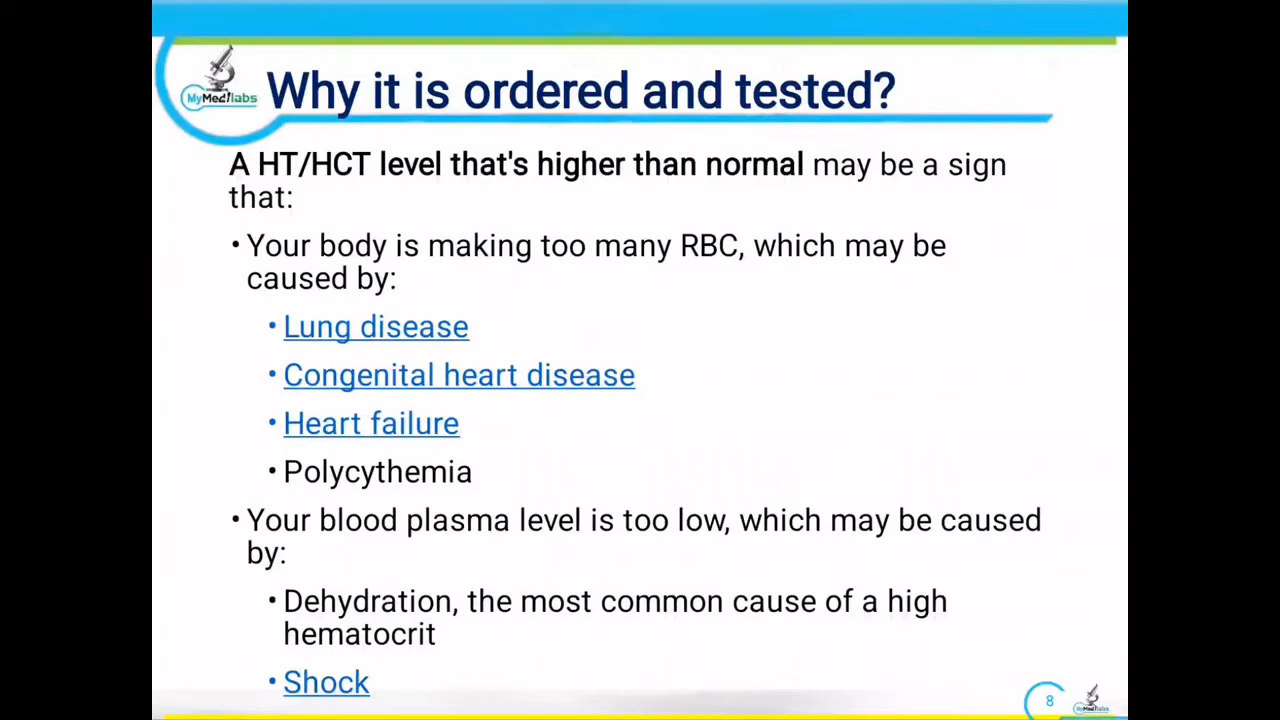 MyMedilabs
Why it is ordered and tested?
A HT/HCT level that's higher than normal may be a sign
that:
• Your body is making too many RBC, which may be
caused by:
• Lung disease
• Congenital heart disease
• Heart failure
• Polycythemia
• Your blood plasma level is too low, which may be caused
by:
• Dehydration, the most common cause of a high
hematocrit
• Shock
8
MyMedilabs